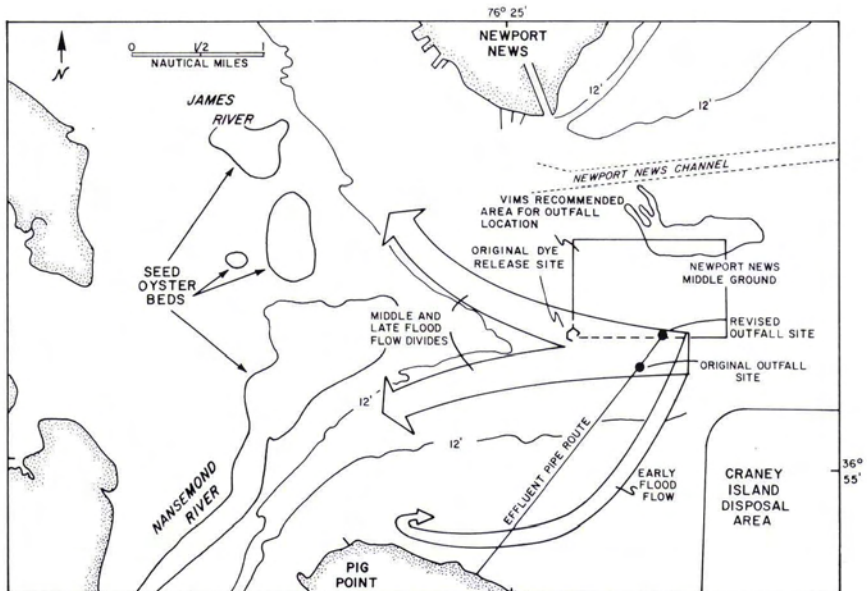 76° 25'
NEWPORT
NEWS
N
0 1/2 1
NAUTICAL MILES
12'
12'
JAMES
RIVER
NEWPORT NEWS CHANNEL
VIMS RECOMMENDED
AREA FOR OUTFALL
LOCATION
ORIGINAL DYE
RELEASE SITE
SEED
OYSTER
BEDS
NEWPORT NEWS
MIDDLE GROUND
MIDDLE AND
LATE FLOOD
FLOW DIVIDES
REVISED
OUTFALL SITE
ORIGINAL OUTFALL
SITE
12'
12'
36°
55'
NANSEMOND
RIVER
EFFLUENT PIPE ROUTE
EARLY
FLOOD
FLOW
CRANEY
ISLAND
DISPOSAL
AREA
PIG
POINT